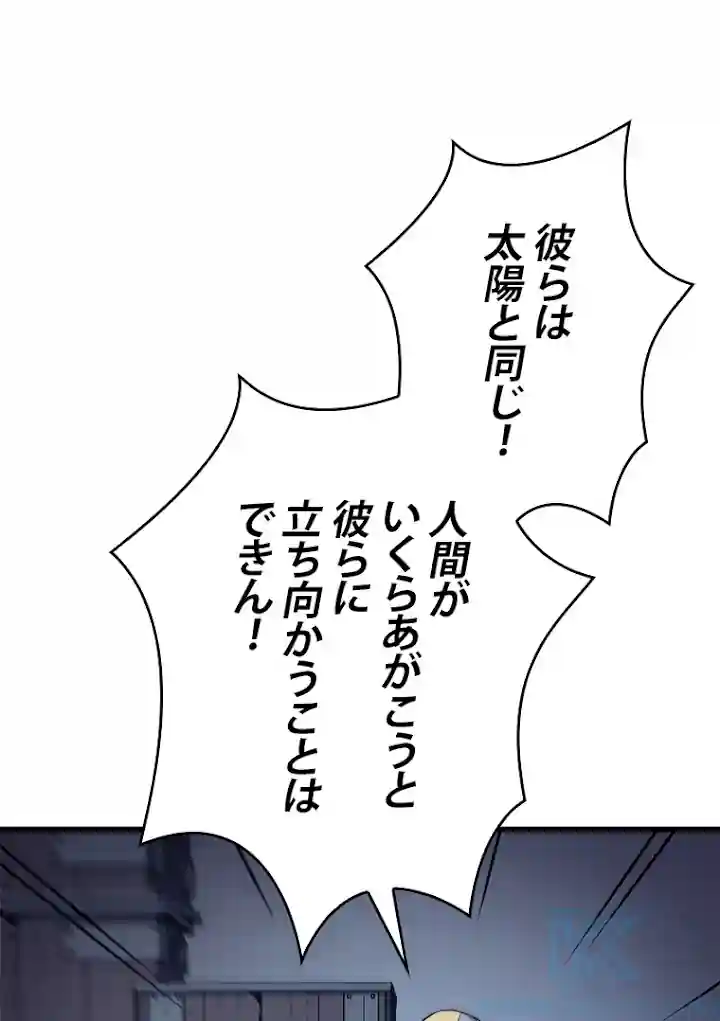 彼らは
太陽と同じ！
人間が
いくらあがこうと
彼らに
立ち向かうことは
できん！